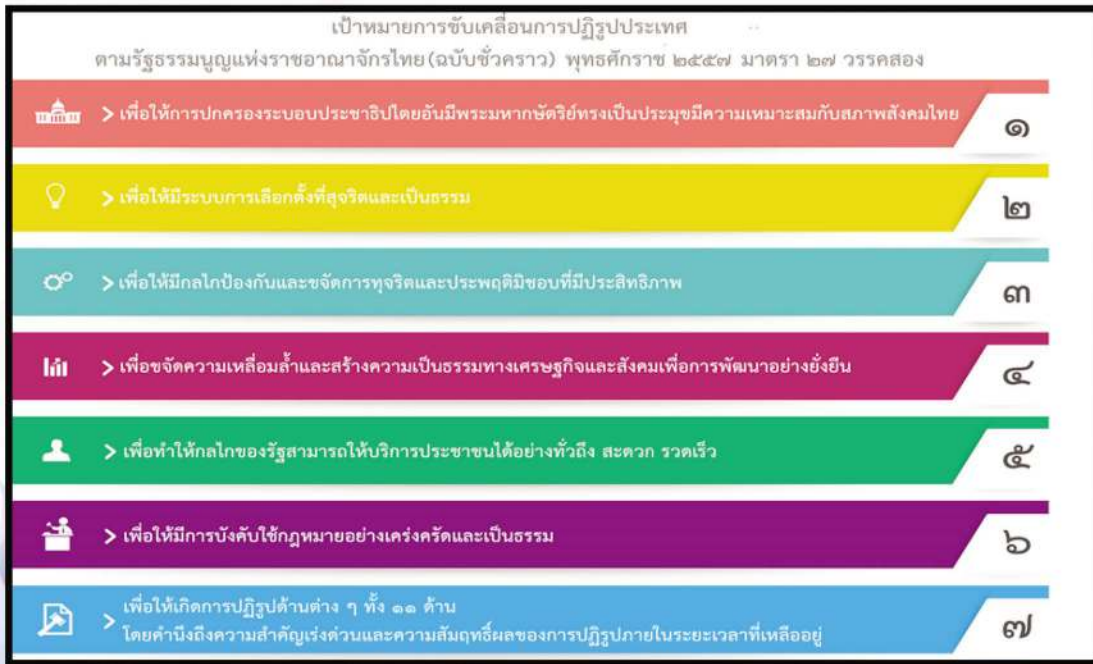 เป้าหมายการขับเคลื่อนการปฏิรูปประเทศ
ตามรัฐธรรมนูญแห่งราชอาณาจักรไทย(ฉบับชั่วคราว) พุทธศักราช ๒๕๕๗ มาตรา ๒๗ วรรคสอง
> เพื่อให้การปกครองระบอบประชาธิปไตยอันมีพระมหากษัตริย์ทรงเป็นประมุขมีความเหมาะสมกับสภาพสังคมไทย ๑
> เพื่อให้มีระบบการเลือกตั้งที่สุจริตและเป็นธรรม ๒
> เพื่อให้มีกลไกป้องกันและขจัดการทุจริตและประพฤติมิชอบที่มีประสิทธิภาพ ๓
> เพื่อขจัดความเหลื่อมล้ำและสร้างความเป็นธรรมทางเศรษฐกิจและสังคมเพื่อการพัฒนาอย่างยั่งยืน ๔
> เพื่อทำให้กลไกของรัฐสามารถให้บริการประชาชนได้อย่างทั่วถึง สะดวก รวดเร็ว ๕
> เพื่อให้มีการบังคับใช้กฎหมายอย่างเคร่งครัดและเป็นธรรม ๖
> เพื่อให้เกิดการปฏิรูปด้านต่าง ๆ ทั้ง ๑๑ ด้าน
โดยคำนึงถึงความสำคัญเร่งด่วนและความสัมฤทธิ์ผลของการปฏิรูปภายในระยะเวลาที่เหลืออยู่ ๗